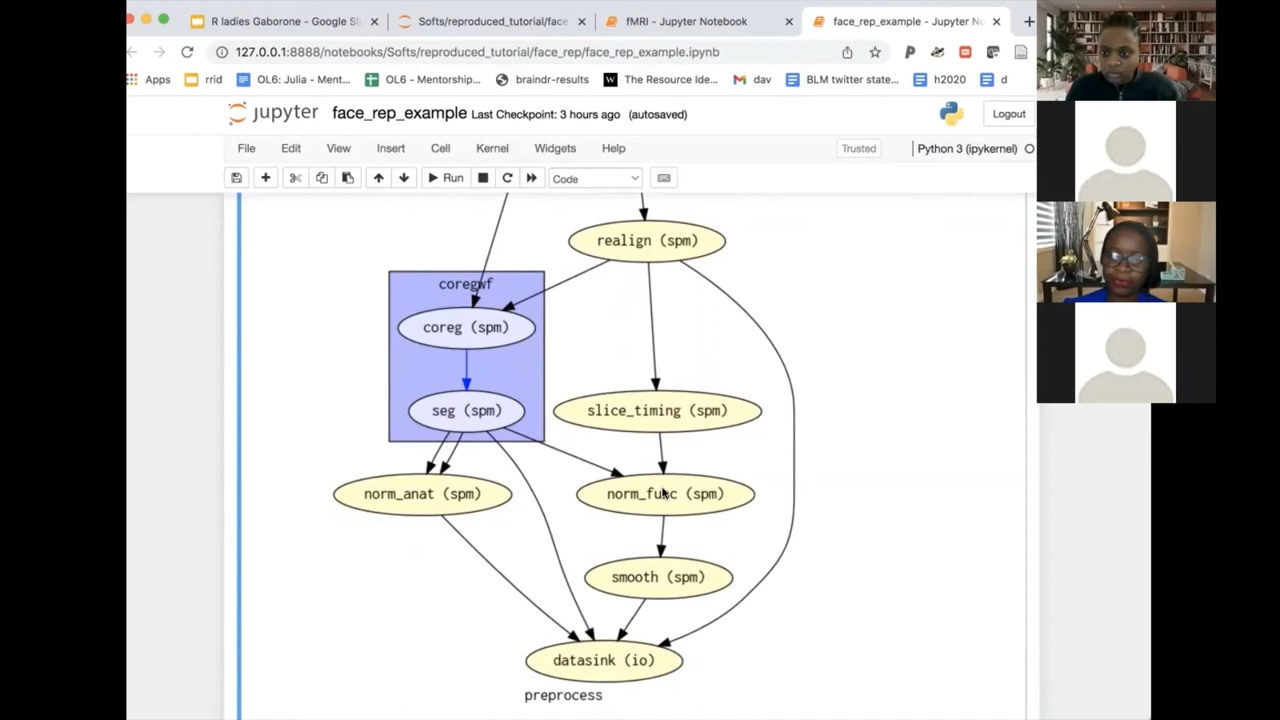 R ladies Gaborone - Google Sli
Softs/reproduced_tutorial/face
fMRI - Jupyter Notebook
face_rep_example - Jupyter No
127.0.0.1:8888/notebooks/Softs/reproduced_tutorial/face_rep/face_rep_example.ipynb
Apps rrid OL6: Julia - Ment... OL6 - Mentorship... braindr-results The Resource Ide... dav BLM twitter state... h2020 d
jupyter face_rep_example Last Checkpoint: 3 hours ago (autosaved) Logout
File Edit View Insert Cell Kernel Widgets Help Trusted Python 3 (ipykernel)
Run Code
realign (spm)
coregwf
coreg (spm)
seg (spm)
slice_timing (spm)
norm_anat (spm)
norm_func (spm)
smooth (spm)
datasink (io)
preprocess